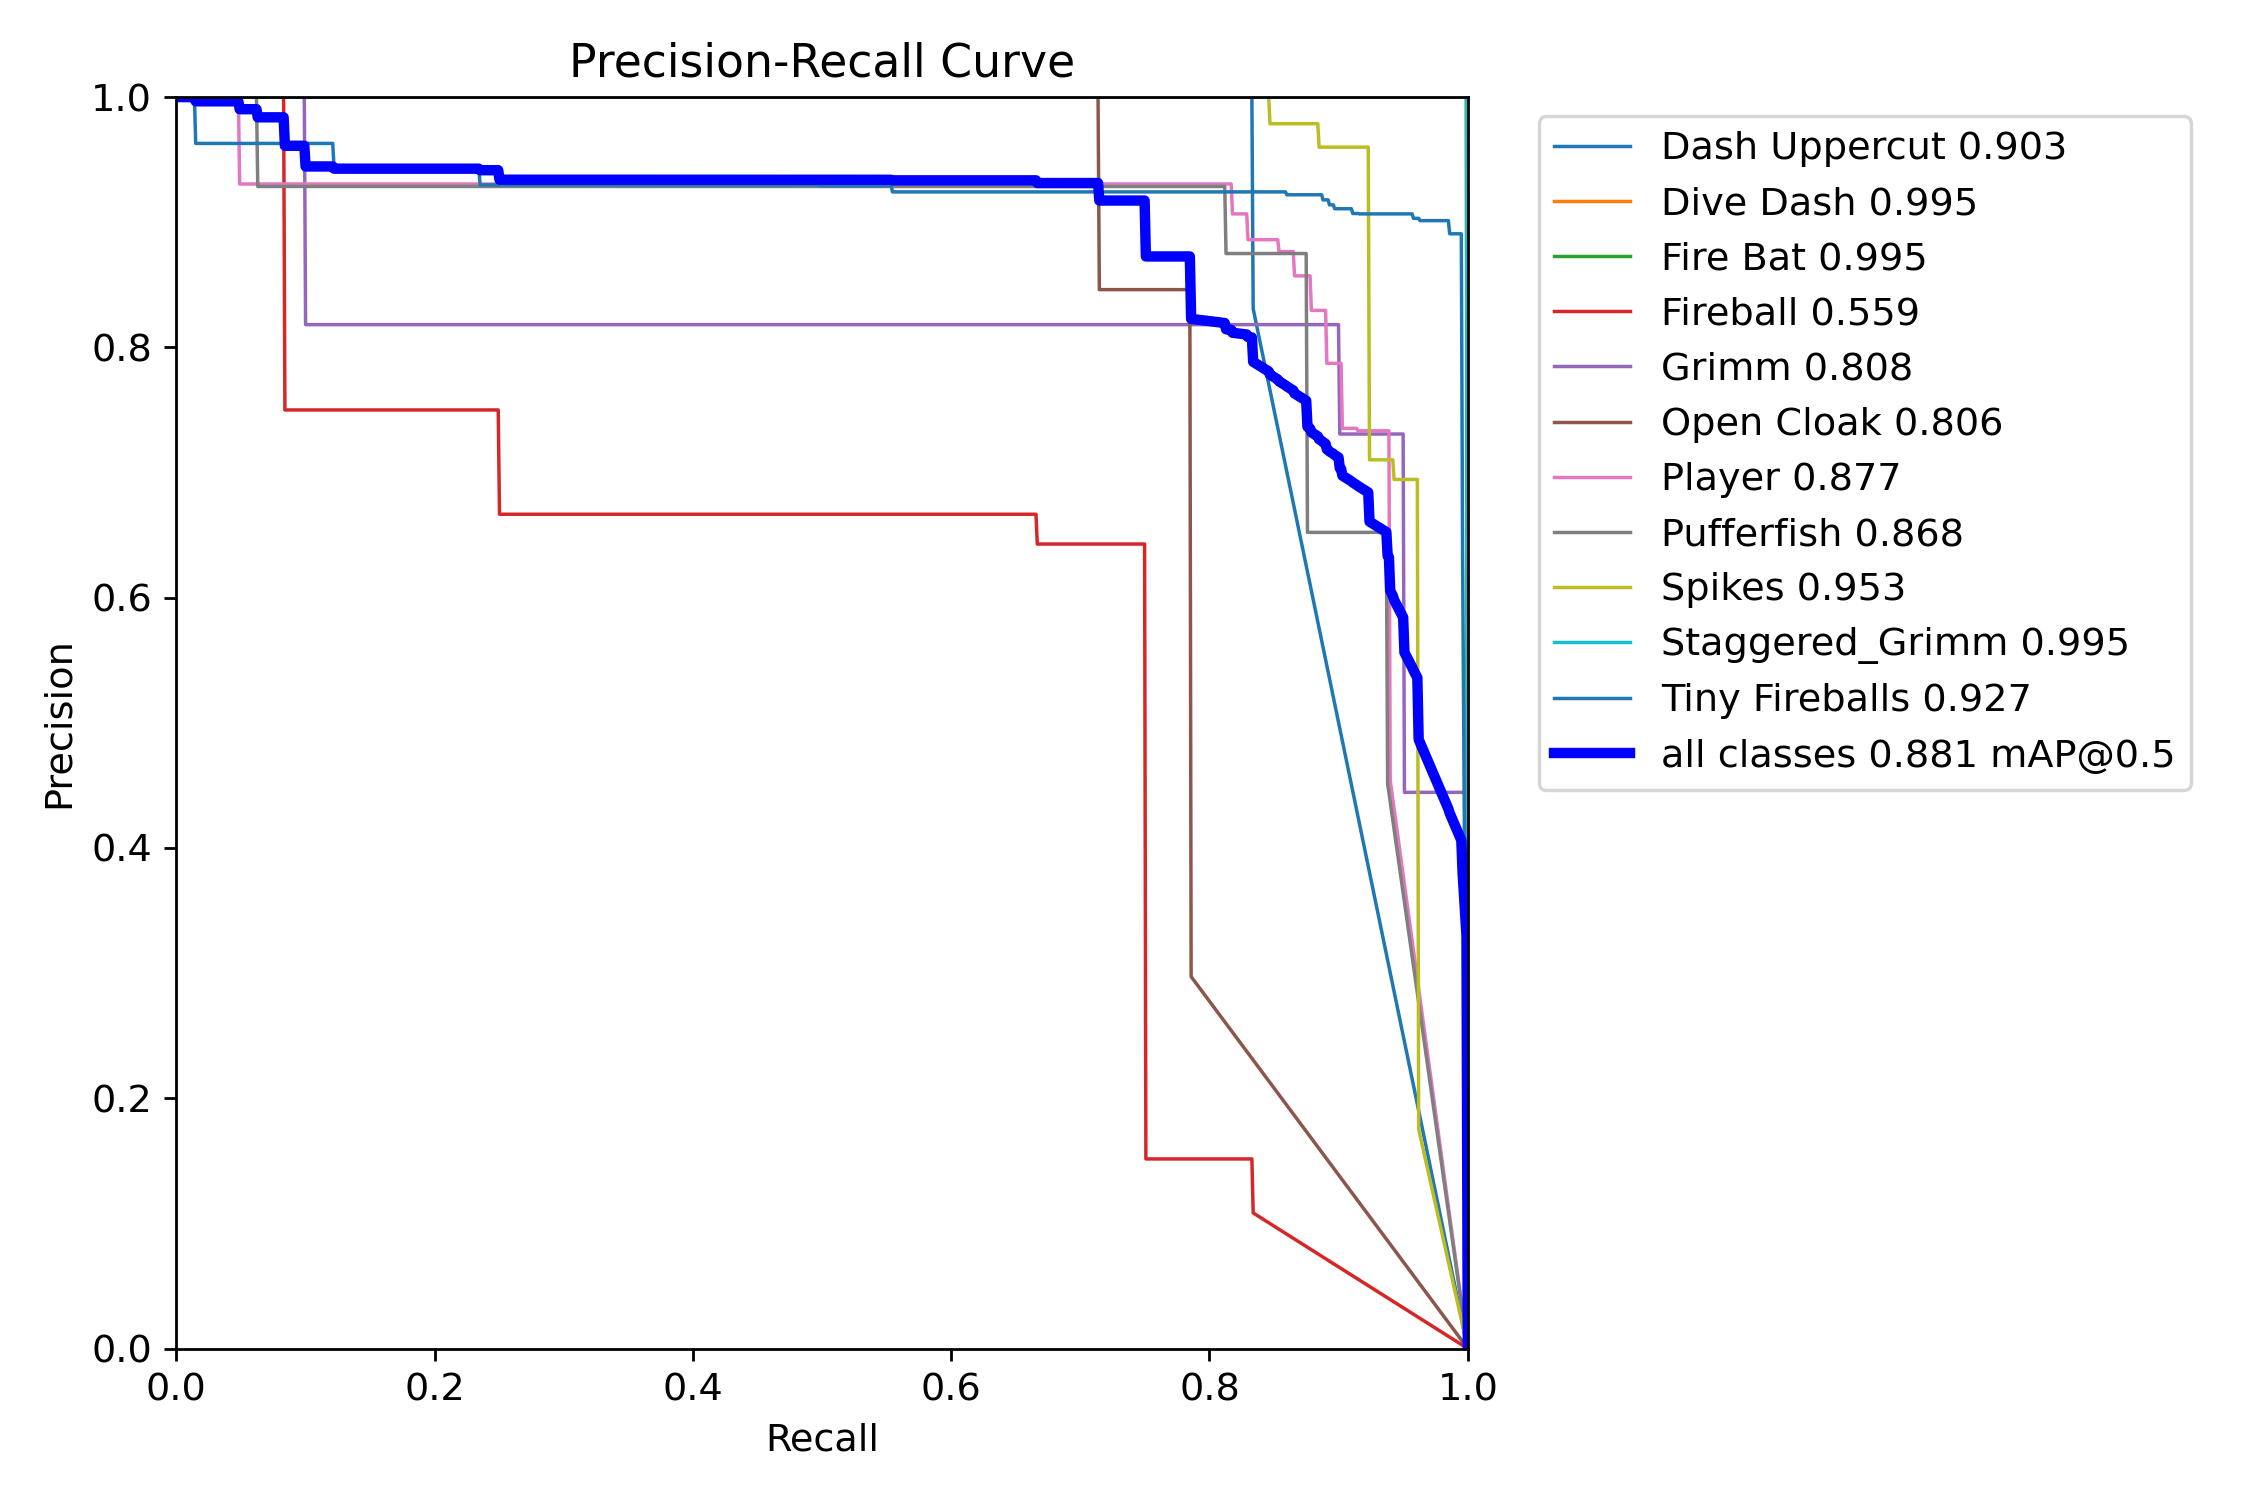 Precision-Recall Curve
1.0
0.8
0.6
0.4
0.2
0.0
Precision
0.0 0.2 0.4 0.6 0.8 1.0
Recall
Dash Uppercut 0.903
Dive Dash 0.995
Fire Bat 0.995
Fireball 0.559
Grimm 0.808
Open Cloak 0.806
Player 0.877
Pufferfish 0.868
Spikes 0.953
Staggered_Grimm 0.995
Tiny Fireballs 0.927
all classes 0.881 mAP@0.5